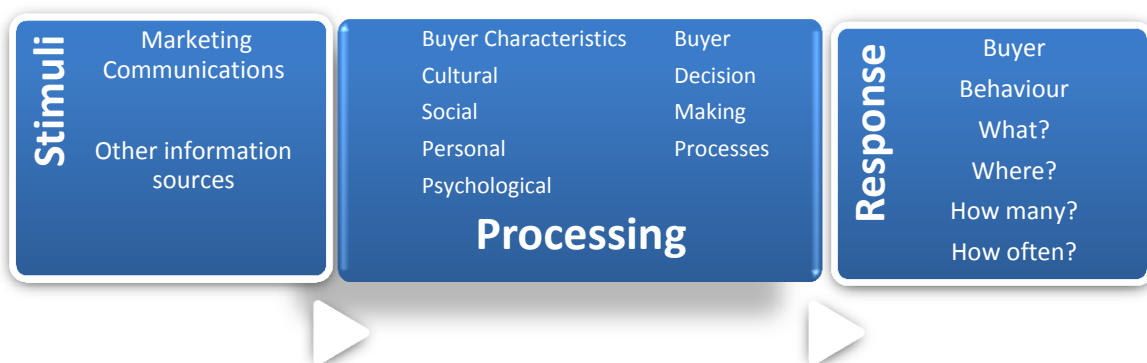 Stimuli
Marketing
Communications
Other information
sources
Buyer Characteristics
Cultural
Social
Personal
Psychological
Buyer
Decision
Making
Processes
Processing
Response
Buyer
Behaviour
What?
Where?
How many?
How often?